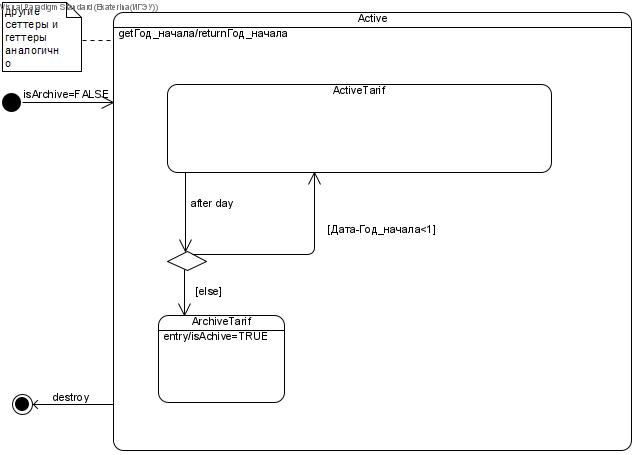 Visual Paradigm Standard (Ekaterina(ИГЭУ))
другие
сеттеры и
геттеры
аналогичн
о
Active
getГод_начала/returnГод_начала
isArchive=FALSE
ActiveTarif
after day
[Дата-Год_начала<1]
[else]
ArchiveTarif
entry/isAchive=TRUE
destroy